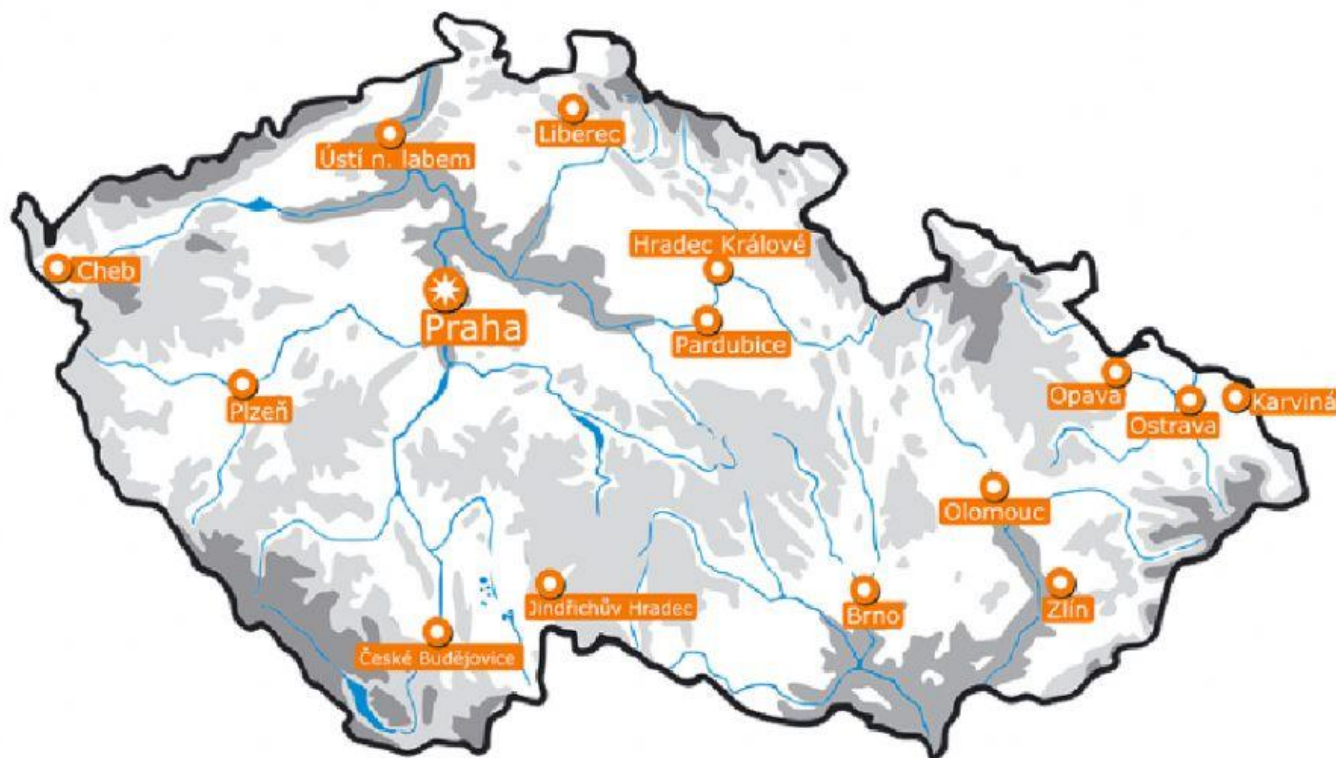 Liberec
Ústí n. labem
Hradec Králové
Cheb
Praha
Pardubice
Opava
Karviná
Plzeň
Ostrava
Olomouc
Jindřichův Hradec
Brno
Zlín
České Budějovice